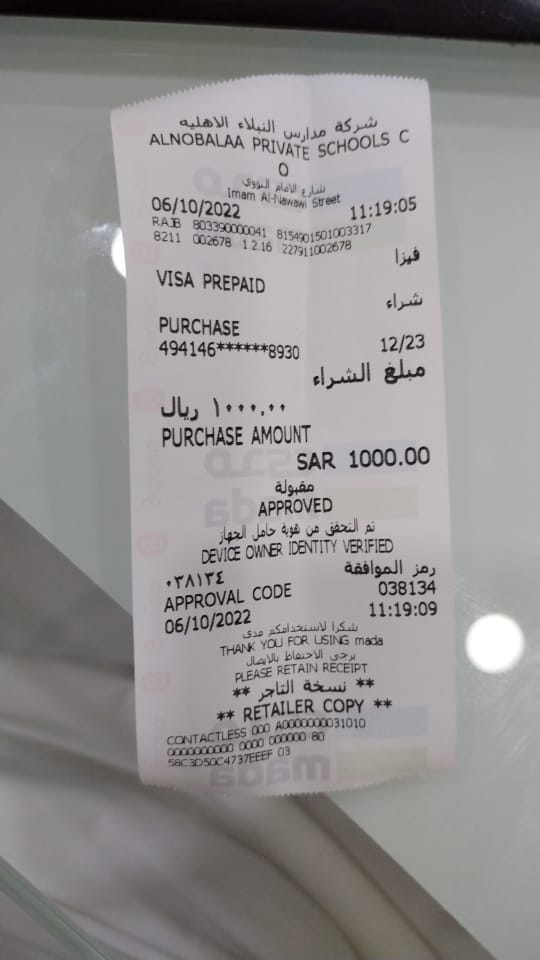 شركة مدارس النبلاء الاهليه
ALNOBALAA PRIVATE SCHOOLS C
O
شارع الامام النووي
Imam Al-Nawawi Street
06/10/2022 11:19:05
RAJB 803390000041 8154901501003317
8211 002678 1.2.16 227911002678
فيزا
VISA PREPAID
شراء
PURCHASE
494146******8930 12/23
مبلغ الشراء
١٠٠٠.٠٠ ريال
PURCHASE AMOUNT
SAR 1000.00
مقبولة
APPROVED
تم التحقق من هوية حامل الجهاز
DEVICE OWNER IDENTITY VERIFIED
رمز الموافقة
٠٣٨١٣٤
APPROVAL CODE 038134
06/10/2022 11:19:09
شكرا لاستخدامكم مدى
THANK YOU FOR USING mada
يرجى الاحتفاظ بالايصال
PLEASE RETAIN RECEIPT
** نسخة التاجر **
** RETAILER COPY **
CONTACTLESS 000 A0000000031010
0000000000 0000 000000 80
58C3D50C4737EEEF 03